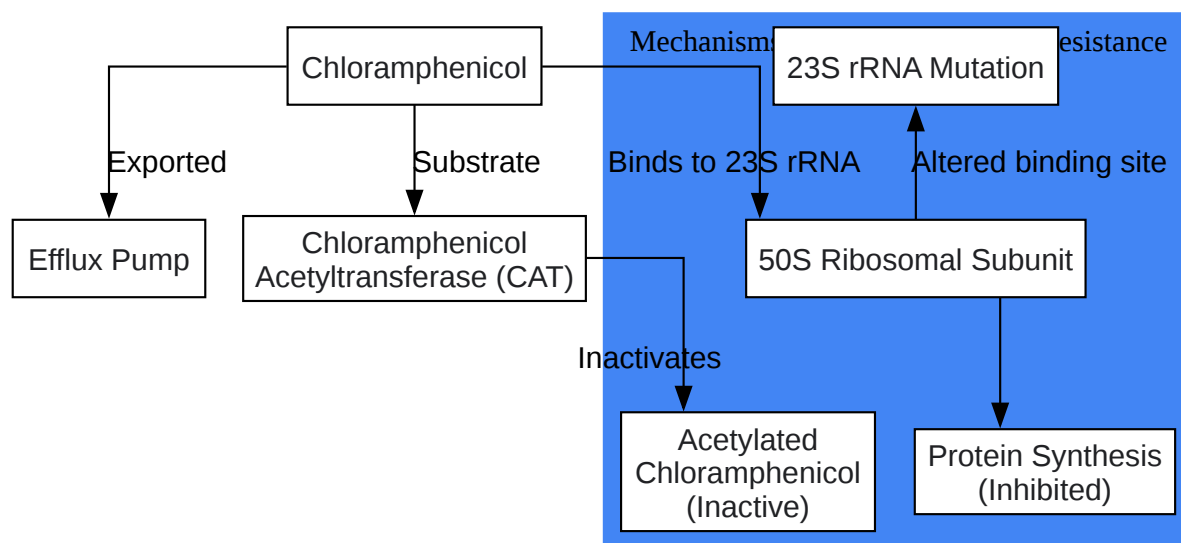 Mechanisms
esistance
Chloramphenicol
23S rRNA Mutation
Exported
Substrate
Binds to 23S rRNA
Altered binding site
Efflux Pump
Chloramphenicol
Acetyltransferase (CAT)
50S Ribosomal Subunit
Inactivates
Acetylated
Chloramphenicol
(Inactive)
Protein Synthesis
(Inhibited)